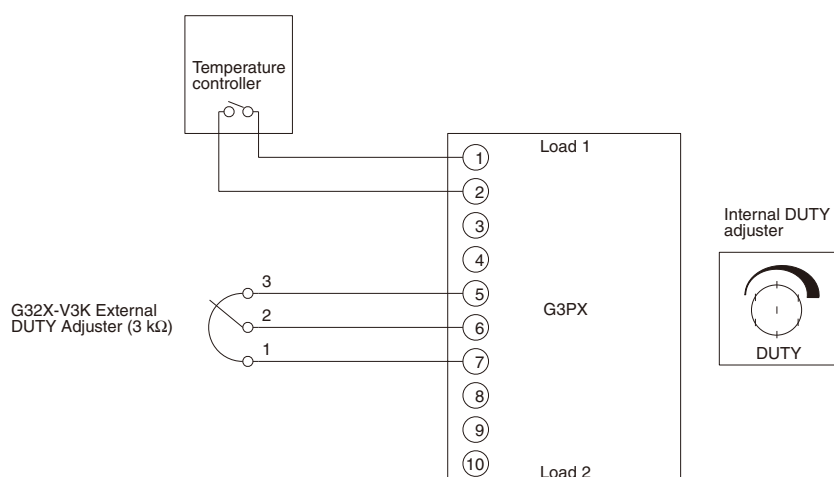 Temperature
controller
Load 1
1
2
3
4
5
6
7
8
9
10
3
2
1
G32X-V3K External
DUTY Adjuster (3 kΩ)
G3PX
Load 2
Internal DUTY
adjuster
DUTY